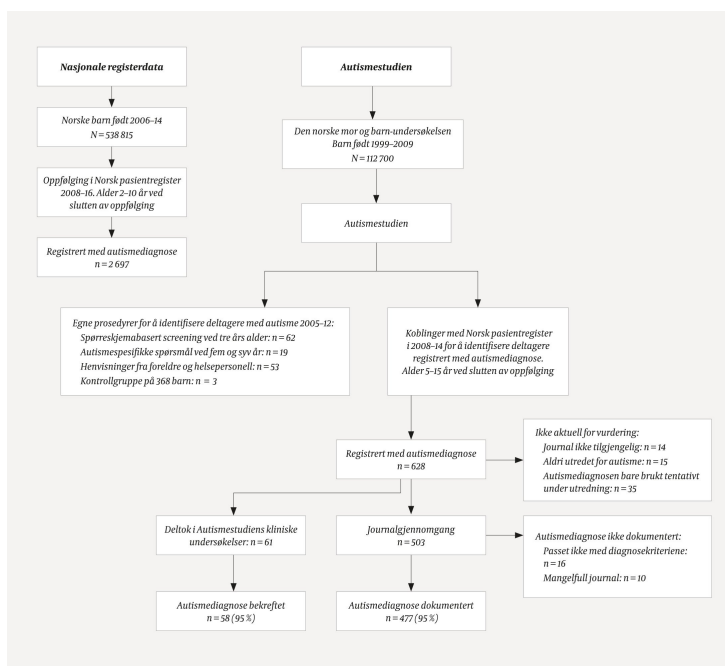 Nasjonale registerdata
Norske barn født 2006–14
N = 538 815
Oppfølging i Norsk pasientregister
2008–16. Alder 2–10 år ved
slutten av oppfølging
Registrert med autismediagnose
n = 2 697
Autismestudien
Den norske mor og barn-undersøkelsen
Barn født 1999–2009
N = 112 700
Autismestudien
Egne prosedyrer for å identifisere deltagere med autisme 2005–12:
Spørreskjemabasert screening ved tre års alder: n = 62
Autismespesifikke spørsmål ved fem og syv år: n = 19
Henvisninger fra foreldre og helsepersonell: n = 53
Kontrollgruppe på 368 barn: n = 3
Koblinger med Norsk pasientregister
i 2008–14 for å identifisere deltagere
registrert med autismediagnose.
Alder 5–15 år ved slutten av oppfølging
Registrert med autismediagnose
n = 628
Ikke aktuell for vurdering:
Journal ikke tilgjengelig: n = 14
Aldri utredet for autisme: n = 15
Autismediagnosen bare brukt tentativt
under utredning: n = 35
Deltok i Autismestudiens kliniske
undersøkelser: n = 61
Journalgjennomgang
n = 503
Autismediagnose ikke dokumentert:
Passet ikke med diagnosekriteriene:
n = 16
Mangelfull journal: n = 10
Autismediagnose bekreftet
n = 58 (95 %)
Autismediagnose dokumentert
n = 477 (95 %)